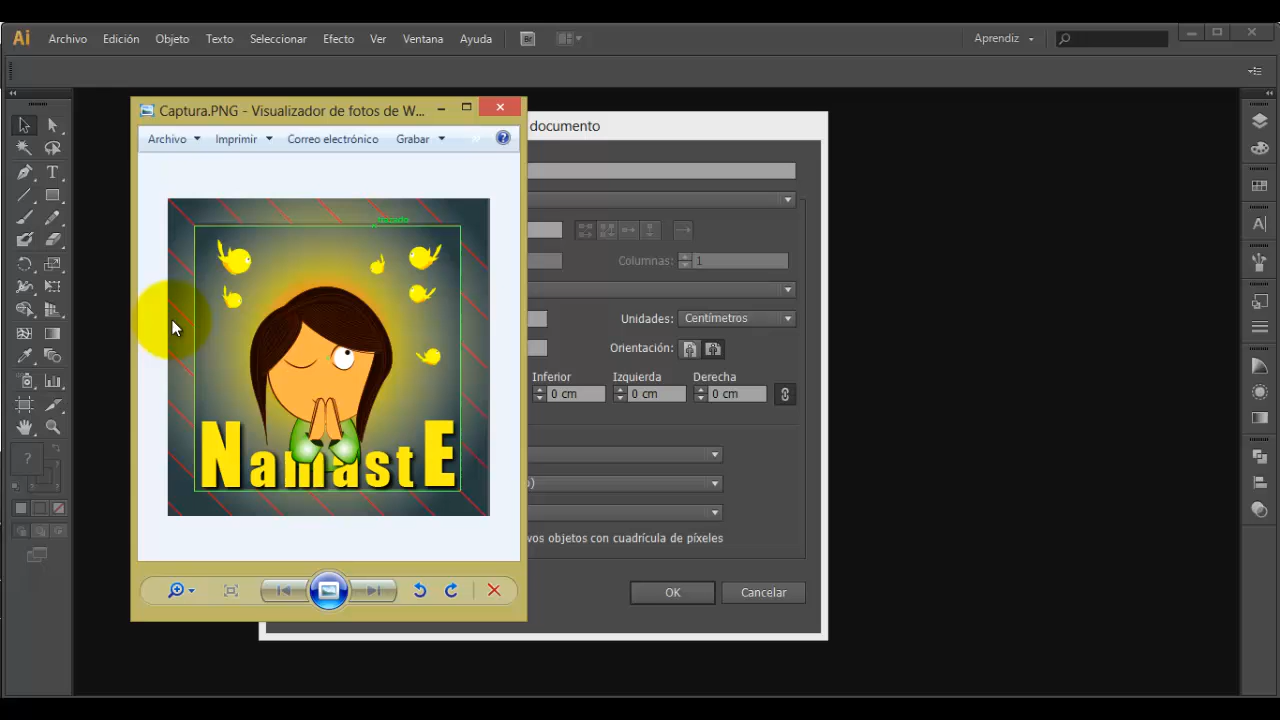 Ai Archivo Edición Objeto Texto Seleccionar Efecto Ver Ventana Ayuda Br Aprendiz
Captura.PNG - Visualizador de fotos de W...
documento
Archivo Imprimir Correo electrónico Grabar
trazado
NamastE
Columnas: 1
Unidades: Centímetros
Orientación:
Inferior Izquierda Derecha
0 cm 0 cm 0 cm
o)
vos objetos con cuadrícula de píxeles
OK Cancelar